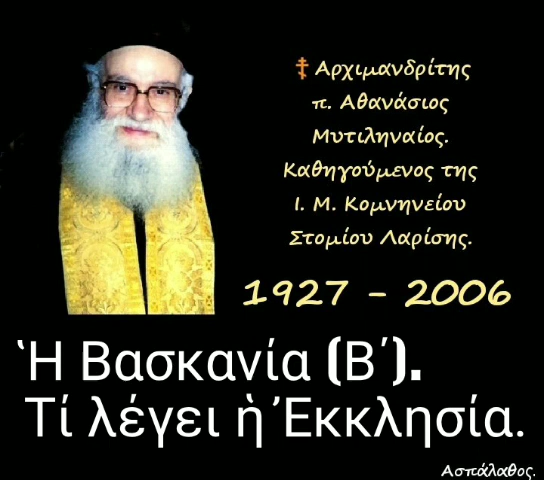 ☦ Αρχιμανδρίτης
π. Αθανάσιος
Μυτιληναίος.
Καθηγούμενος της
Ι. Μ. Κομνηνείου
Στομίου Λαρίσης.
1927 - 2006
Ἡ Βασκανία (Β΄).
Τί λέγει ἡ Ἐκκλησία.
Ασπάλαθος.